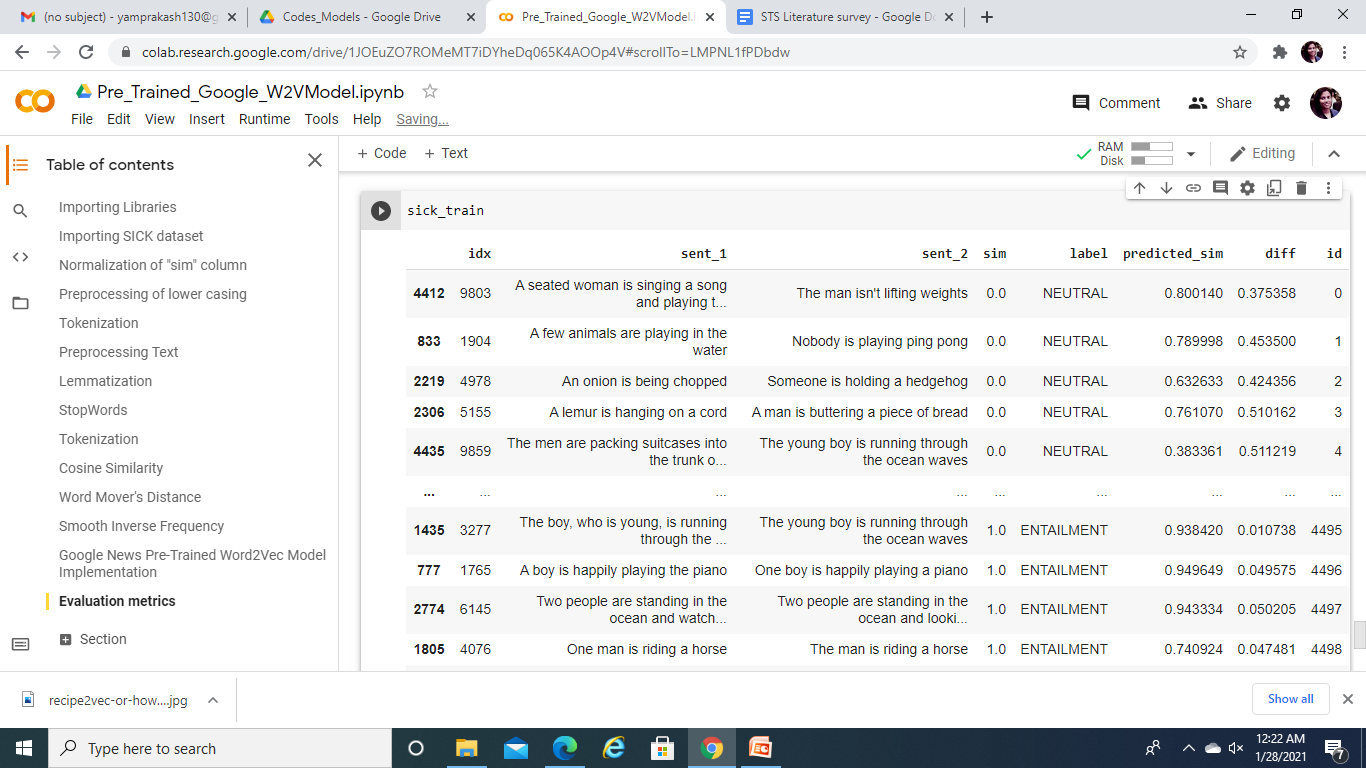 (no subject) - yamprakash130@g
Codes_Models - Google Drive
Pre_Trained_Google_W2VModel.i
STS Literature survey - Google D
colab.research.google.com/drive/1JOEuZO7ROMeMT7iDYheDq065K4AOOp4V#scrollTo=LMPNL1fPDbdw
Pre_Trained_Google_W2VModel.ipynb
File Edit View Insert Runtime Tools Help Saving...
Comment
Share
Table of contents
Importing Libraries
Importing SICK dataset
Normalization of "sim" column
Preprocessing of lower casing
Tokenization
Preprocessing Text
Lemmatization
StopWords
Tokenization
Cosine Similarity
Word Mover's Distance
Smooth Inverse Frequency
Google News Pre-Trained Word2Vec Model
Implementation
Evaluation metrics
Section
+ Code + Text
RAM
Disk
Editing
sick_train
idx sent_1 sent_2 sim label predicted_sim diff id
4412 9803 A seated woman is singing a song
and playing t... The man isn't lifting weights 0.0 NEUTRAL 0.800140 0.375358 0
833 1904 A few animals are playing in the
water Nobody is playing ping pong 0.0 NEUTRAL 0.789998 0.453500 1
2219 4978 An onion is being chopped Someone is holding a hedgehog 0.0 NEUTRAL 0.632633 0.424356 2
2306 5155 A lemur is hanging on a cord A man is buttering a piece of bread 0.0 NEUTRAL 0.761070 0.510162 3
4435 9859 The men are packing suitcases into
the trunk o... The young boy is running through
the ocean waves 0.0 NEUTRAL 0.383361 0.511219 4
... ... ... ... ... ... ... ... ...
1435 3277 The boy, who is young, is running
through the ... The young boy is running through
the ocean waves 1.0 ENTAILMENT 0.938420 0.010738 4495
777 1765 A boy is happily playing the piano One boy is happily playing a piano 1.0 ENTAILMENT 0.949649 0.049575 4496
2774 6145 Two people are standing in the
ocean and watch... Two people are standing in the
ocean and looki... 1.0 ENTAILMENT 0.943334 0.050205 4497
1805 4076 One man is riding a horse The man is riding a horse 1.0 ENTAILMENT 0.740924 0.047481 4498
recipe2vec-or-how....jpg
Show all
Type here to search
12:22 AM
1/28/2021
7